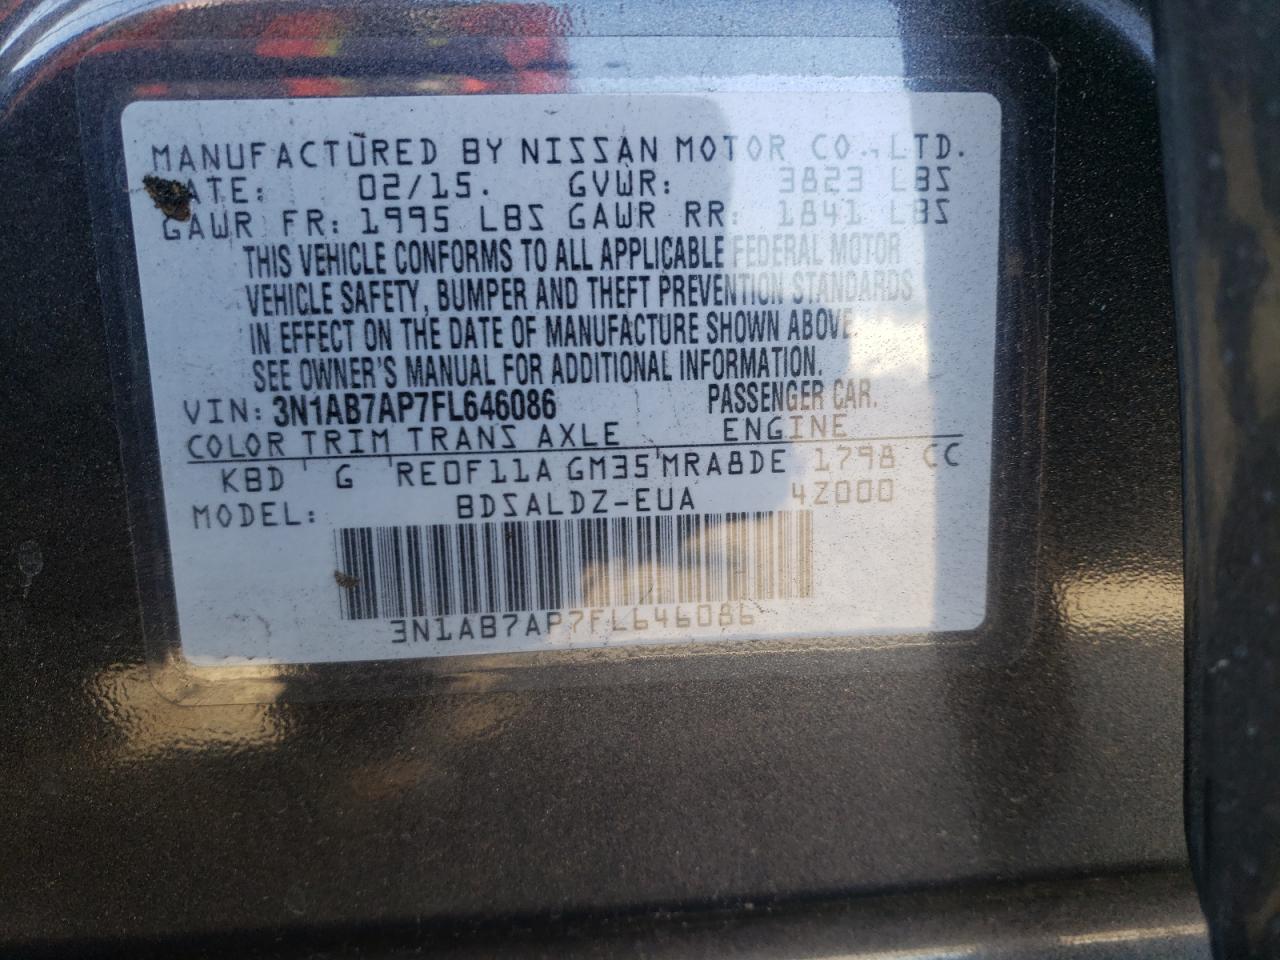 MANUFACTURED BY NISSAN MOTOR CO.,LTD.
DATE: 02/15. GVWR: 3823 LBS
GAWR FR: 1995 LBS GAWR RR: 1841 LBS
THIS VEHICLE CONFORMS TO ALL APPLICABLE FEDERAL MOTOR
VEHICLE SAFETY, BUMPER AND THEFT PREVENTION STANDARDS
IN EFFECT ON THE DATE OF MANUFACTURE SHOWN ABOVE.
SEE OWNER'S MANUAL FOR ADDITIONAL INFORMATION.
VIN: 3N1AB7AP7FL646086 PASSENGER CAR.
COLOR TRIM TRANS AXLE ENGINE
KBD G RE0F11A GM35 MRA8DE 1798 CC
MODEL: BDSALDZ-EUA 4Z000
3N1AB7AP7FL646086